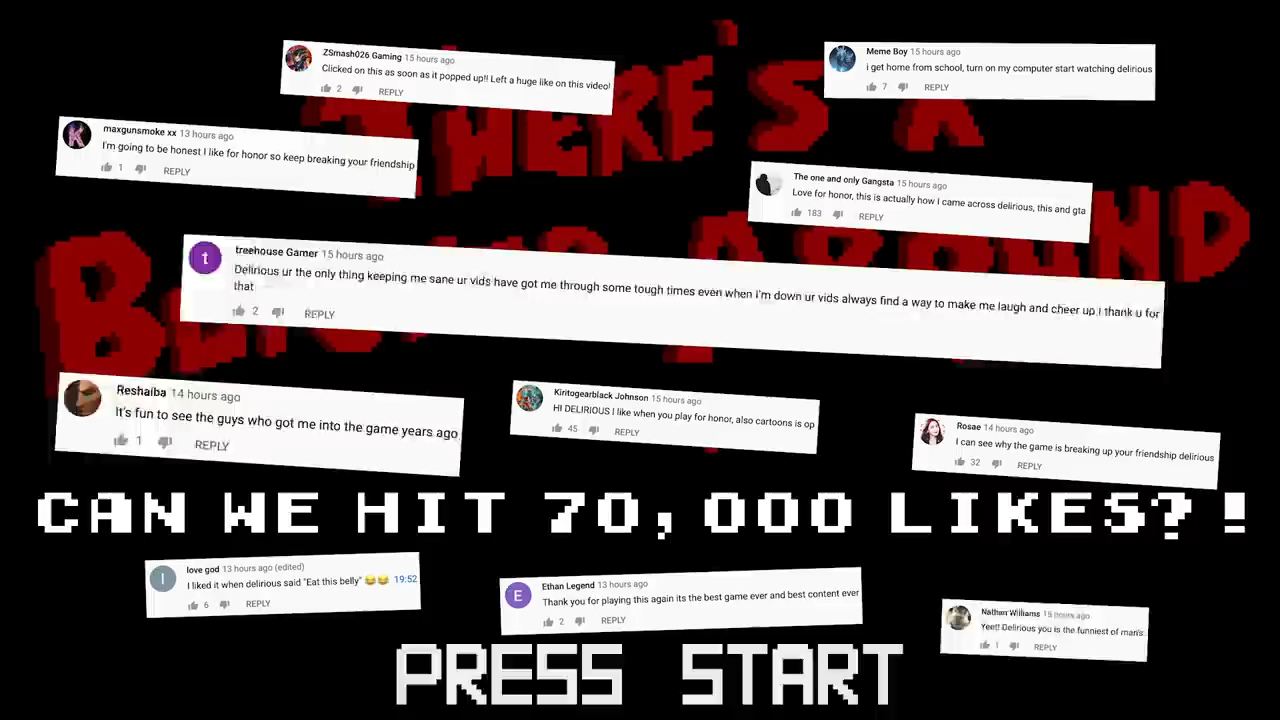 THERE'S A
ZSmash026 Gaming 15 hours ago
Clicked on this as soon as it popped up!! Left a huge like on this video!
2 REPLY
Meme Boy 15 hours ago
i get home from school, turn on my computer start watching delirious
7 REPLY
maxgunsmoke xx 13 hours ago
I'm going to be honest I like for honor so keep breaking your friendship
1 REPLY
The one and only Gangsta 15 hours ago
Love for honor, this is actually how I came across delirious, this and gta
183 REPLY
AROUND
t
treehouse Gamer 15 hours ago
Delirious ur the only thing keeping me sane ur vids have got me through some tough times even when I'm down ur vids always find a way to make me laugh and cheer up I thank u for
that
2 REPLY
Reshaiba 14 hours ago
It's fun to see the guys who got me into the game years ago
1 REPLY
Kiritogearblack Johnson 15 hours ago
HI DELIRIOUS I like when you play for honor, also cartoons is op
45 REPLY
Rosae 14 hours ago
I can see why the game is breaking up your friendship delirious
32 REPLY
CAN WE HIT 70,000 LIKES?!
l
love god 13 hours ago (edited)
I liked it when delirious said "Eat this belly" 😂😂 19:52
6 REPLY
E
Ethan Legend 13 hours ago
Thank you for playing this again its the best game ever and best content ever
2 REPLY
Nathan Williams 15 hours ago
Yeet! Delirious you is the funniest of man's
1 REPLY
PRESS START